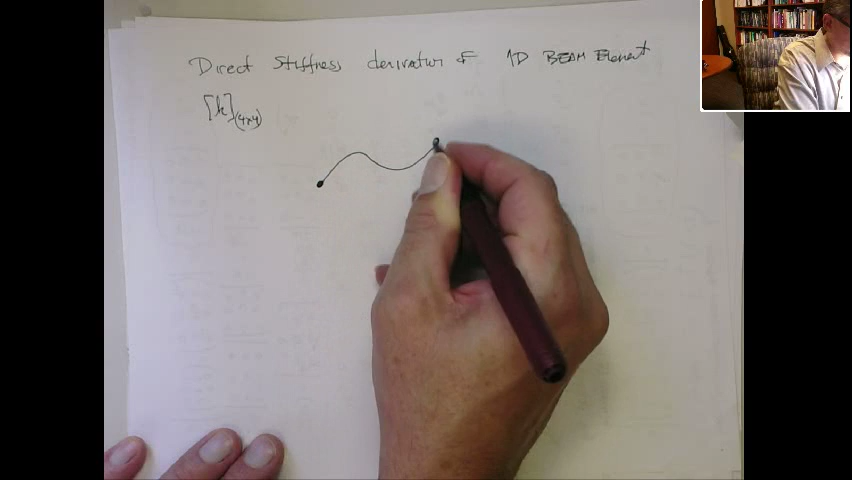 Direct Stiffness derivation of 1D BEAM Element
[k](4x4)